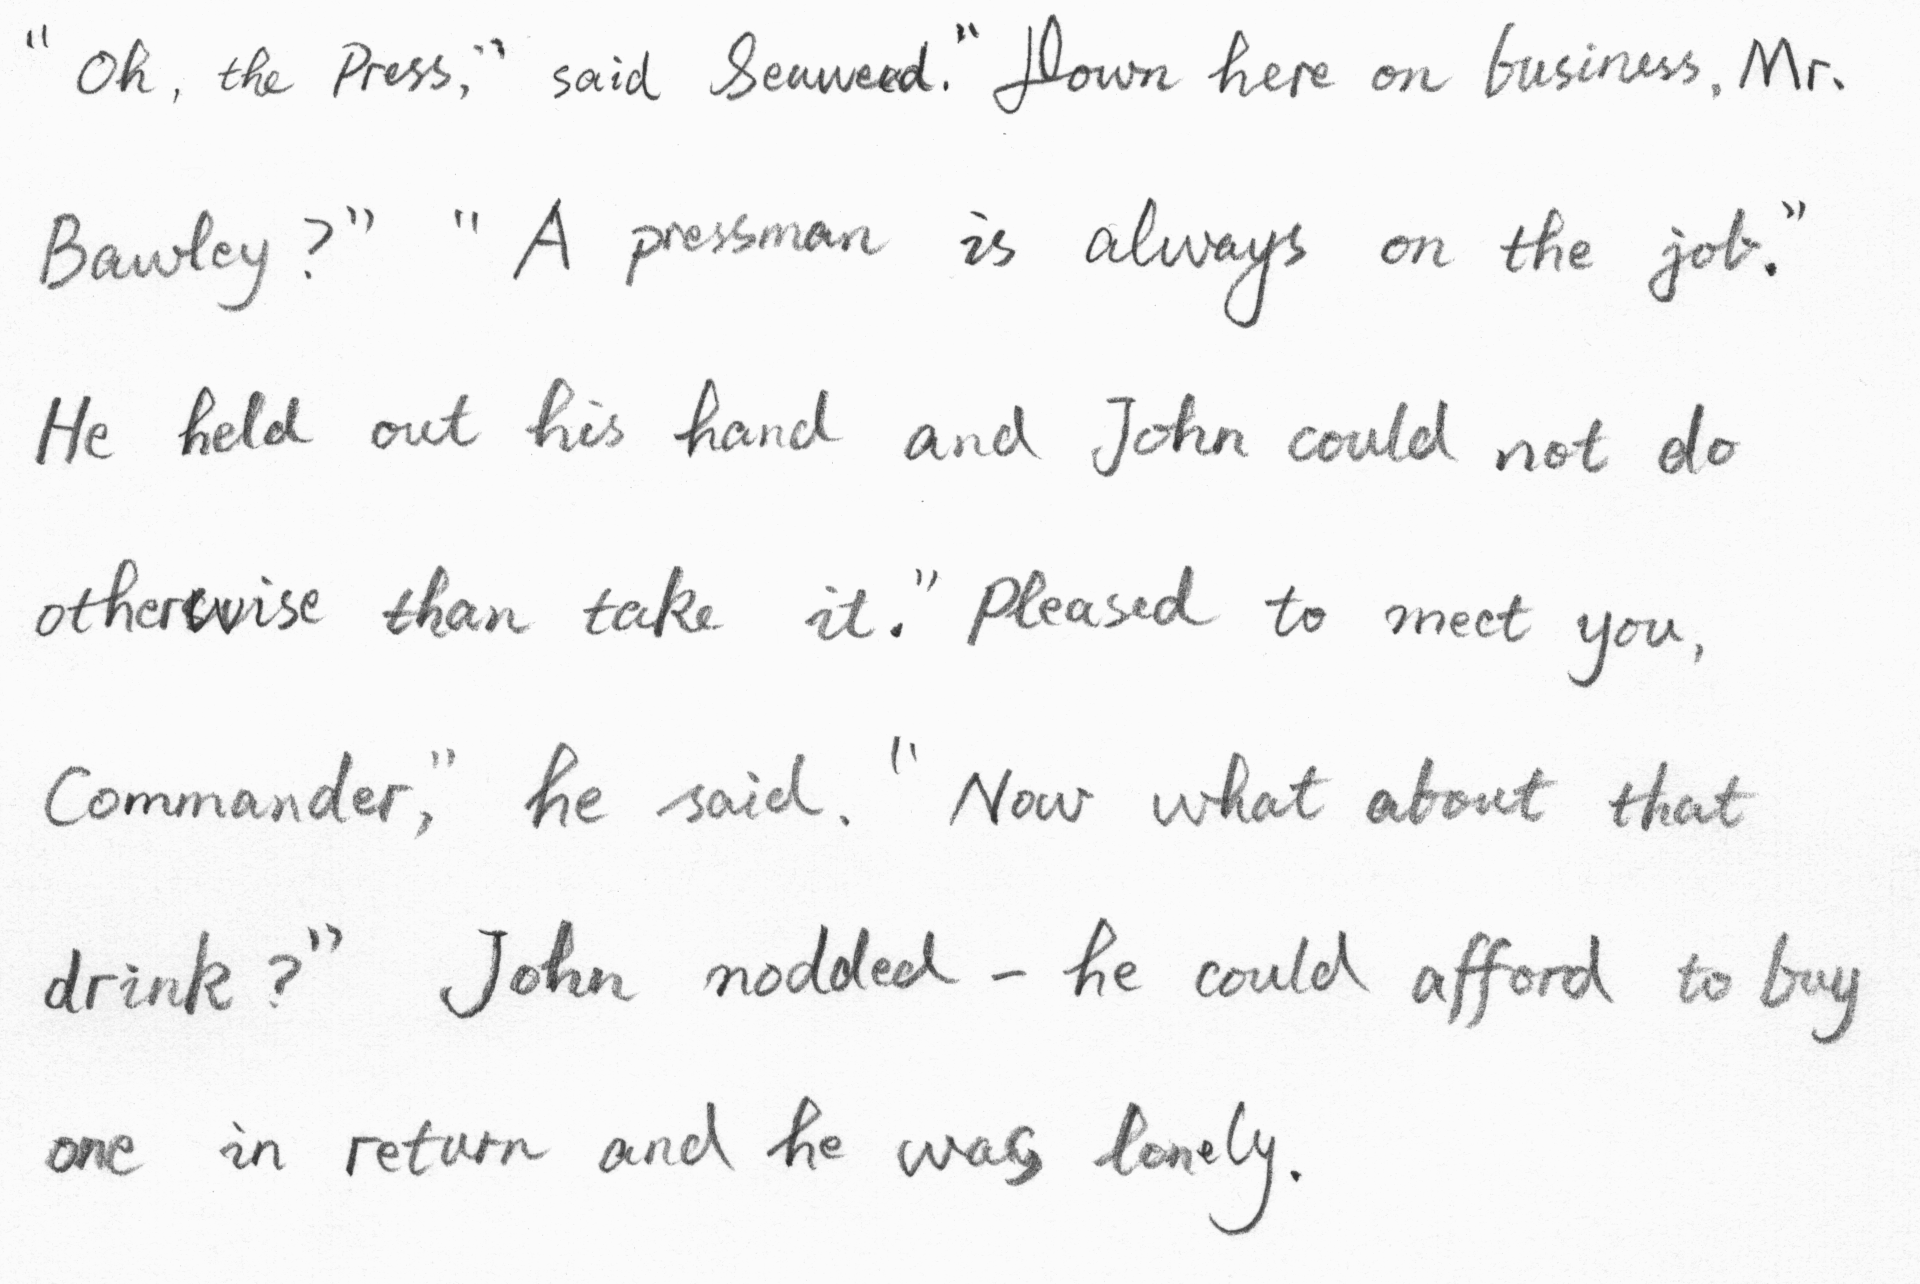 "Oh, the Press," said Seaweed." Down here on business, Mr.
Bawley?" "A pressman is always on the job."
He held out his hand and John could not do
otherwise than take it." Pleased to meet you,
Commander," he said. "Now what about that
drink?" John nodded - he could afford to buy
one in return and he was lonely.